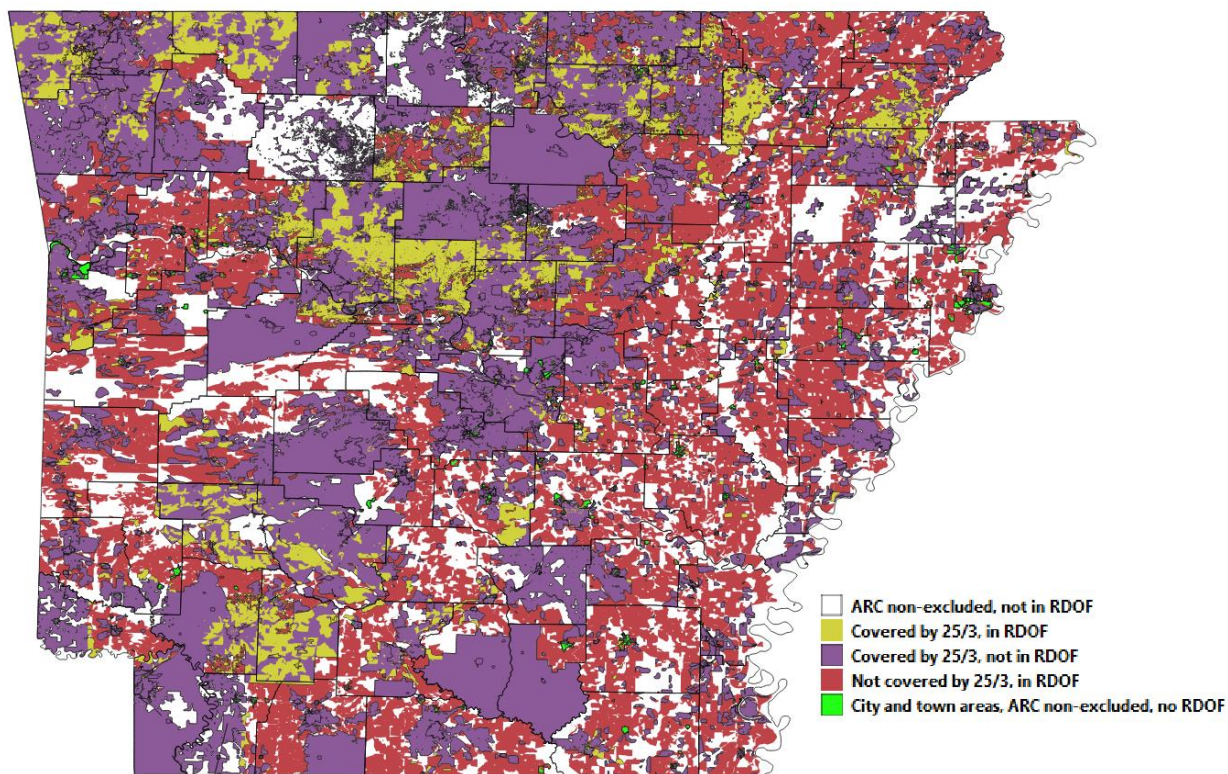 ARC non-excluded, not in RDOF
Covered by 25/3, in RDOF
Covered by 25/3, not in RDOF
Not covered by 25/3, in RDOF
City and town areas, ARC non-excluded, no RDOF